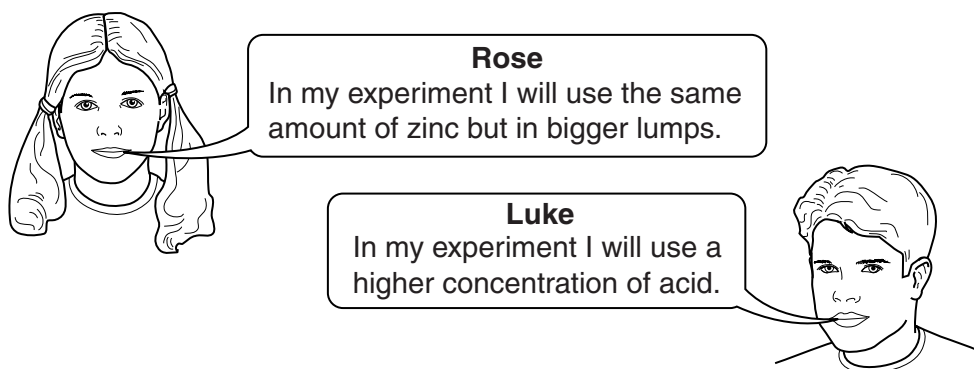 Rose
In my experiment I will use the same
amount of zinc but in bigger lumps.
Luke
In my experiment I will use a
higher concentration of acid.